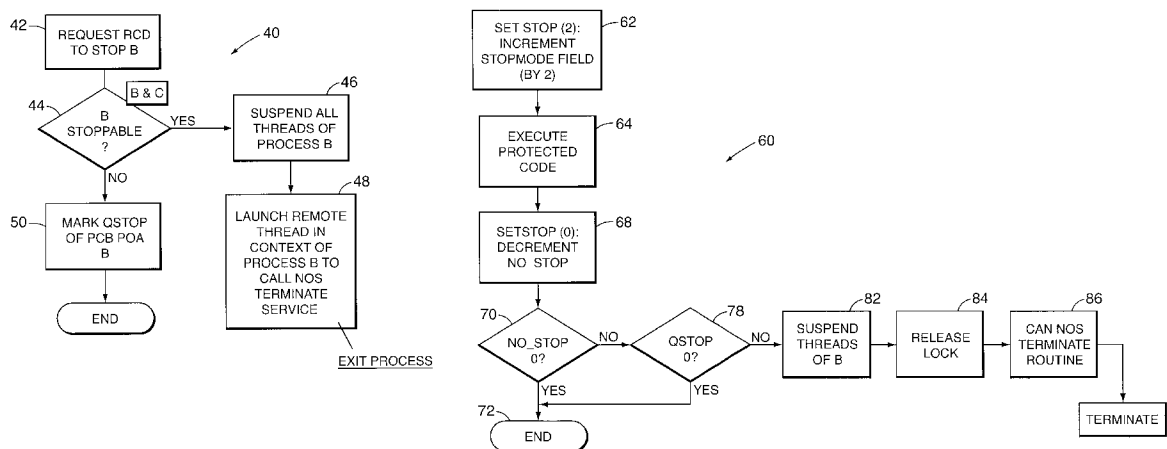 42
REQUEST RCD
TO STOP B
40
B & C
44
B
STOPPABLE
?
YES
NO
46
SUSPEND ALL
THREADS OF
PROCESS B
50
MARK QSTOP
OF PCB POA
B
48
LAUNCH REMOTE
THREAD IN
CONTEXT OF
PROCESS B TO
CALL NOS
TERMINATE
SERVICE
END
EXIT PROCESS
62
SET STOP (2):
INCREMENT
STOPMODE FIELD
(BY 2)
64
EXECUTE
PROTECTED
CODE
60
68
SETSTOP (0):
DECREMENT
NO_STOP
70
NO_STOP
0?
NO
YES
78
QSTOP
0?
NO
YES
82
SUSPEND
THREADS
OF B
84
RELEASE
LOCK
86
CAN NOS
TERMINATE
ROUTINE
72
END
TERMINATE